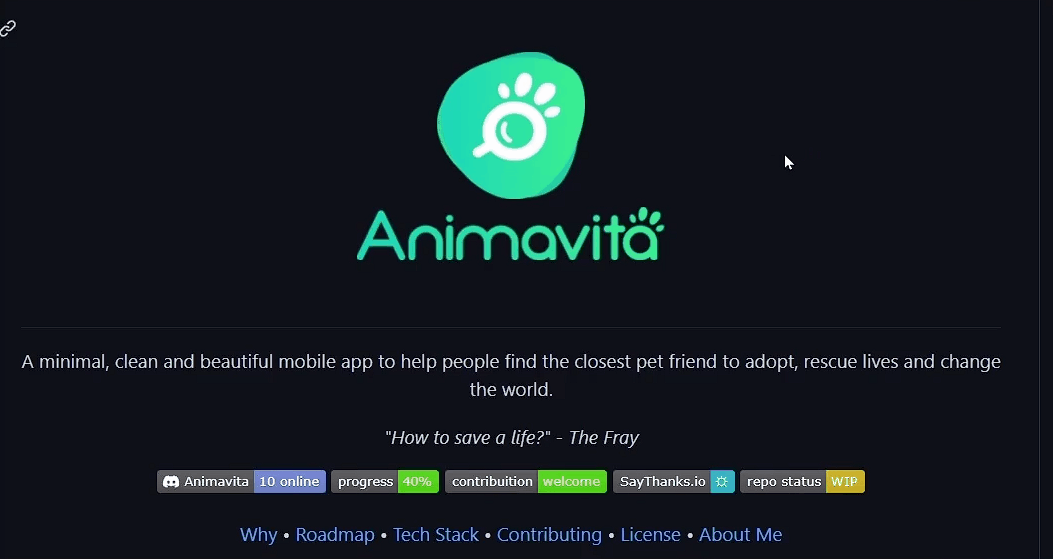 Animavita
A minimal, clean and beautiful mobile app to help people find the closest pet friend to adopt, rescue lives and change
the world.
"How to save a life?" - The Fray
Animavita 10 online progress 40% contribuition welcome SayThanks.io ☼ repo status WIP
Why • Roadmap • Tech Stack • Contributing • License • About Me